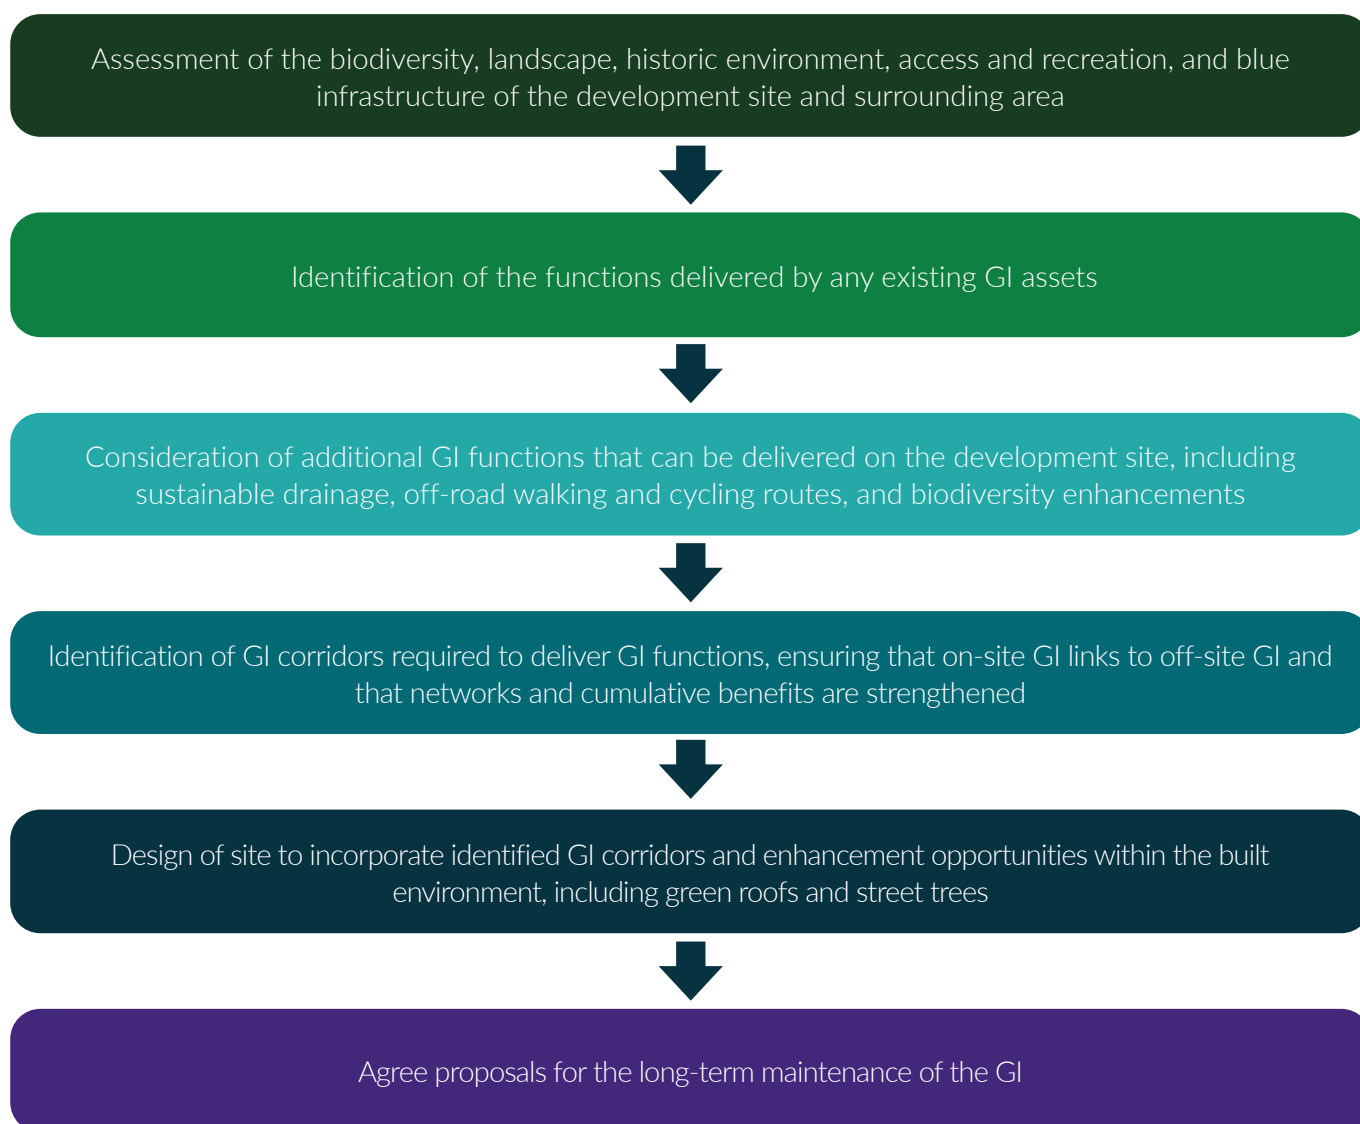 Assessment of the biodiversity, landscape, historic environment, access and recreation, and blue
infrastructure of the development site and surrounding area
Identification of the functions delivered by any existing GI assets
Consideration of additional GI functions that can be delivered on the development site, including
sustainable drainage, off-road walking and cycling routes, and biodiversity enhancements
Identification of GI corridors required to deliver GI functions, ensuring that on-site GI links to off-site GI and
that networks and cumulative benefits are strengthened
Design of site to incorporate identified GI corridors and enhancement opportunities within the built
environment, including green roofs and street trees
Agree proposals for the long-term maintenance of the GI